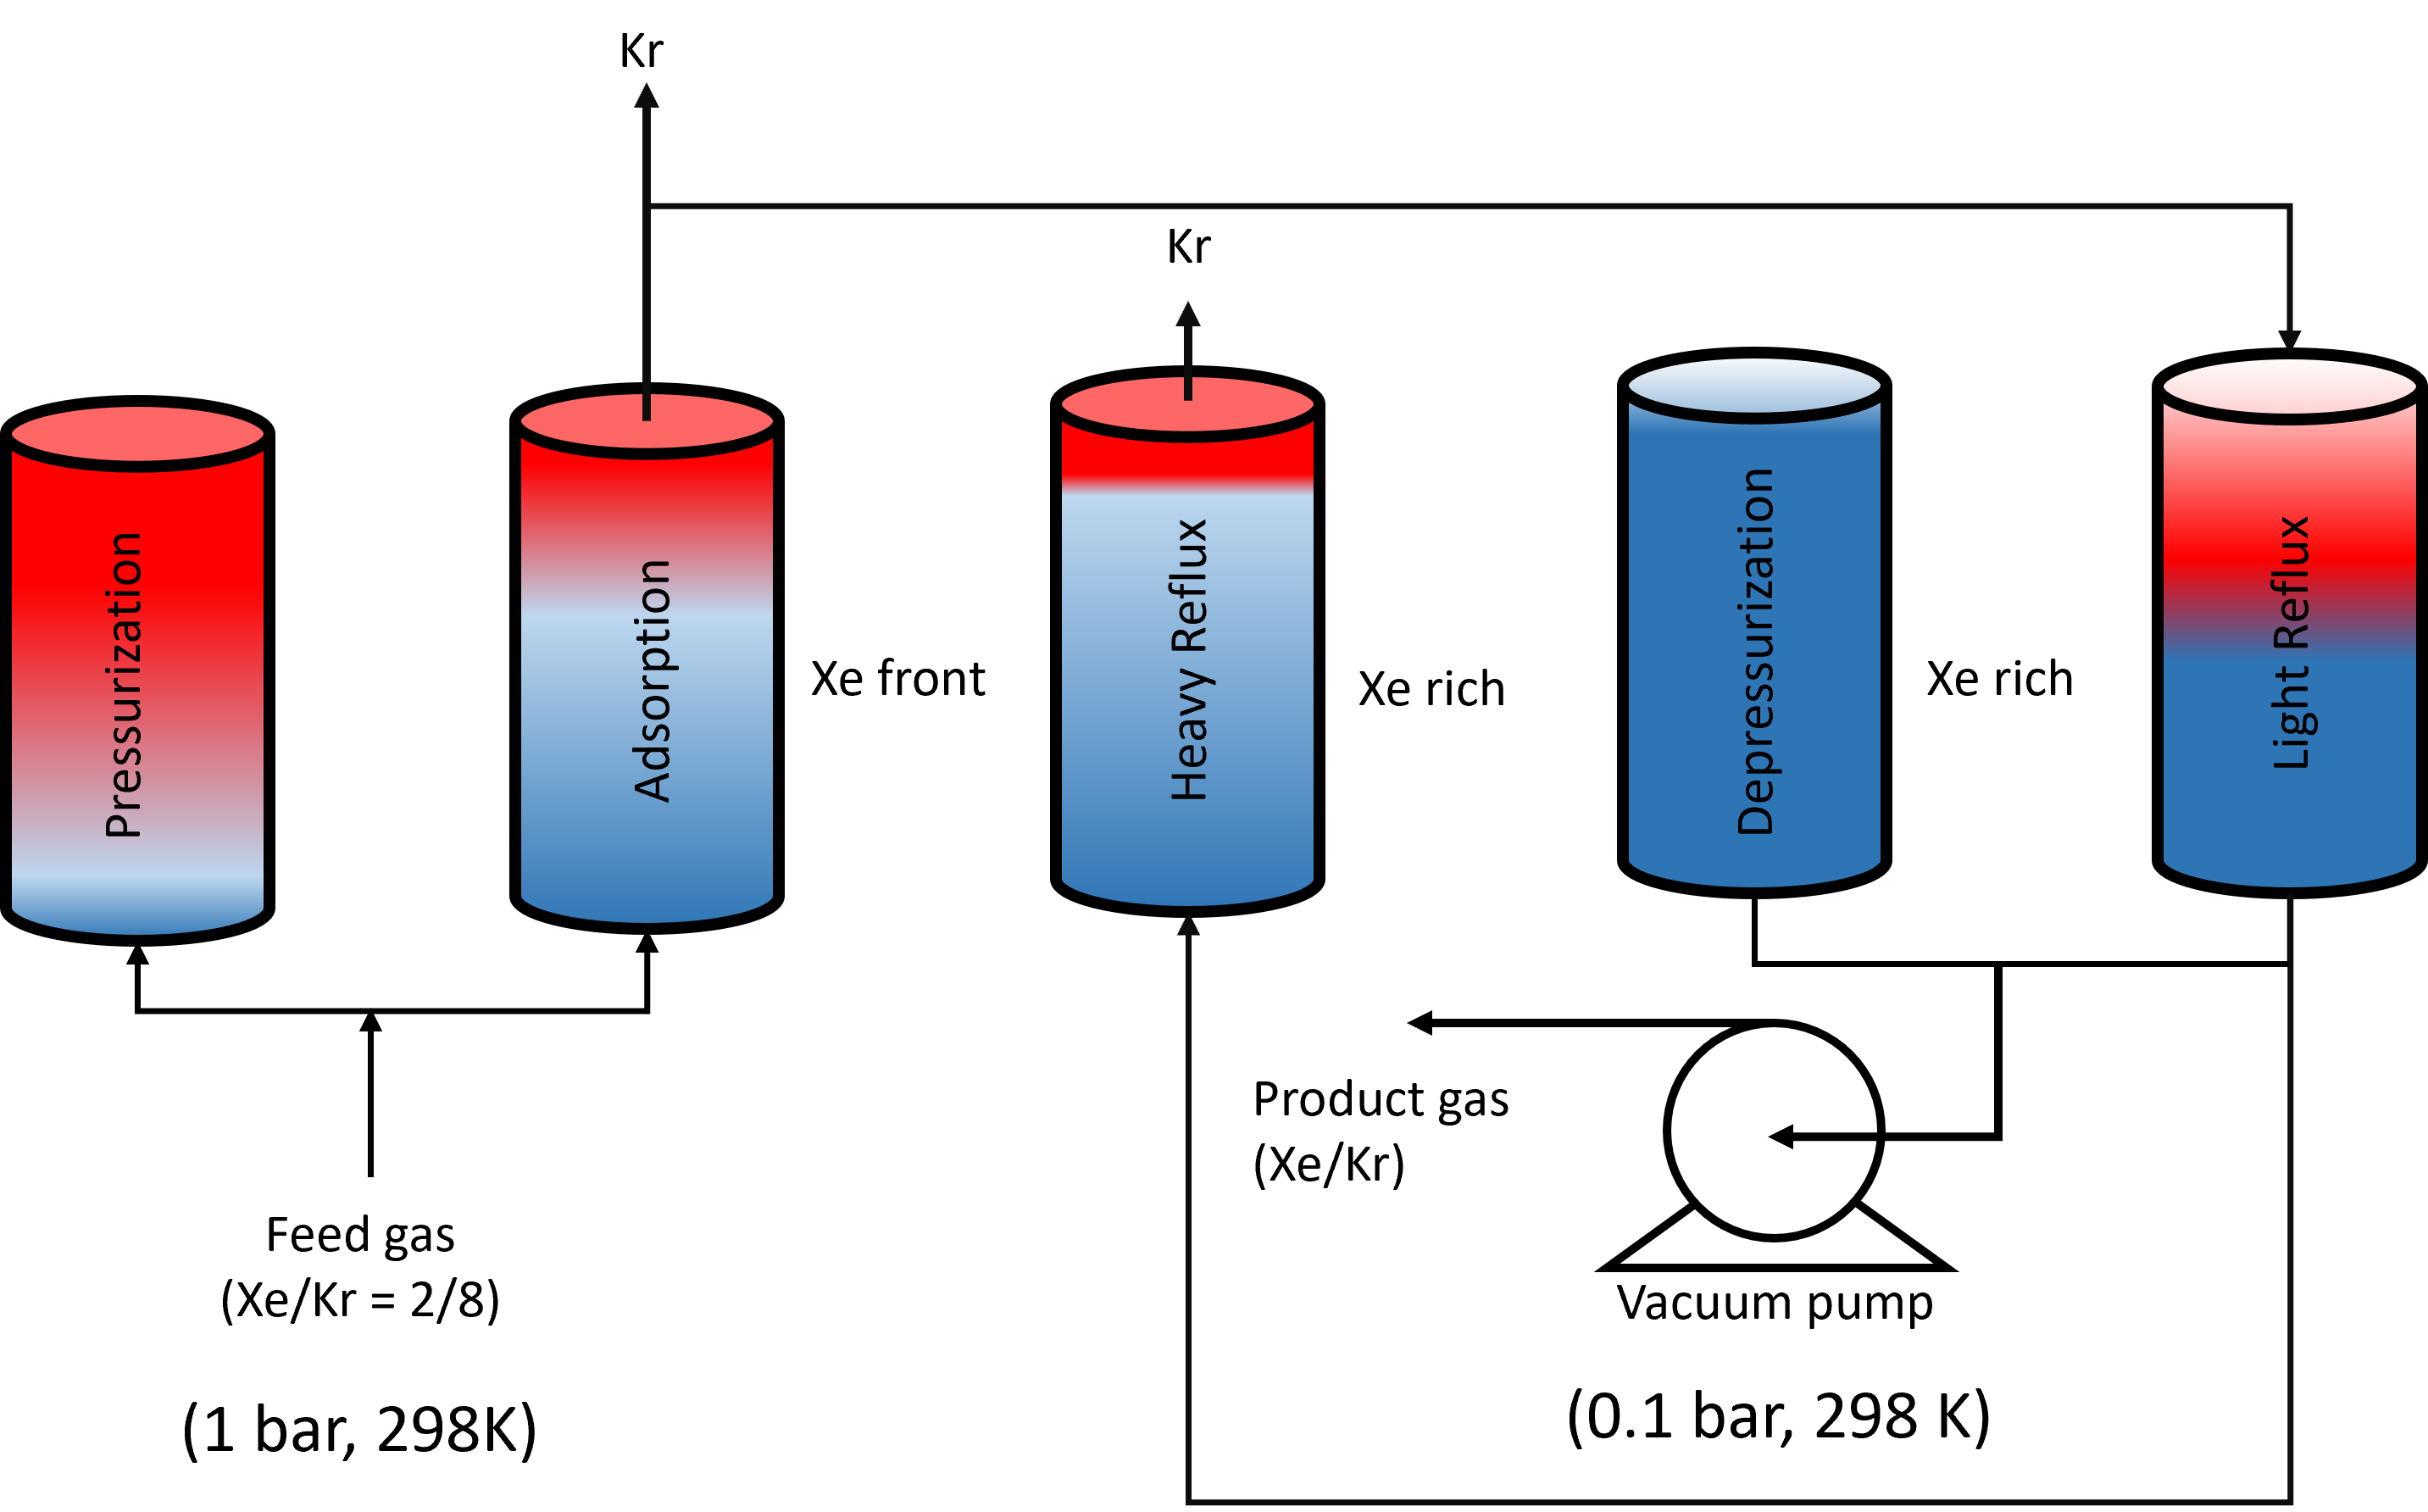 Kr
Kr
Pressurization
Adsorption
Xe front
Heavy Reflux
Xe rich
Depressurization
Xe rich
Light Reflux
Feed gas
(Xe/Kr = 2/8)
(1 bar, 298K)
Product gas
(Xe/Kr)
Vacuum pump
(0.1 bar, 298 K)